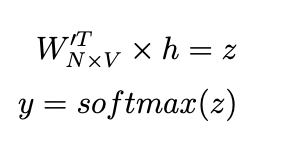 W'^T_{N×V} × h = z
y = softmax(z)